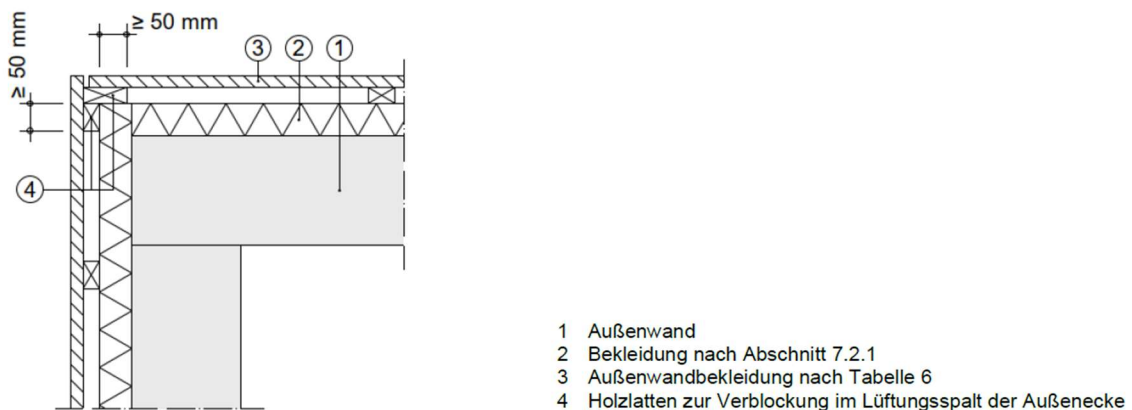 ≥ 50 mm
≥ 50 mm
3 2 1
4
1 Außenwand
2 Bekleidung nach Abschnitt 7.2.1
3 Außenwandbekleidung nach Tabelle 6
4 Holzlatten zur Verblockung im Lüftungsspalt der Außenecke